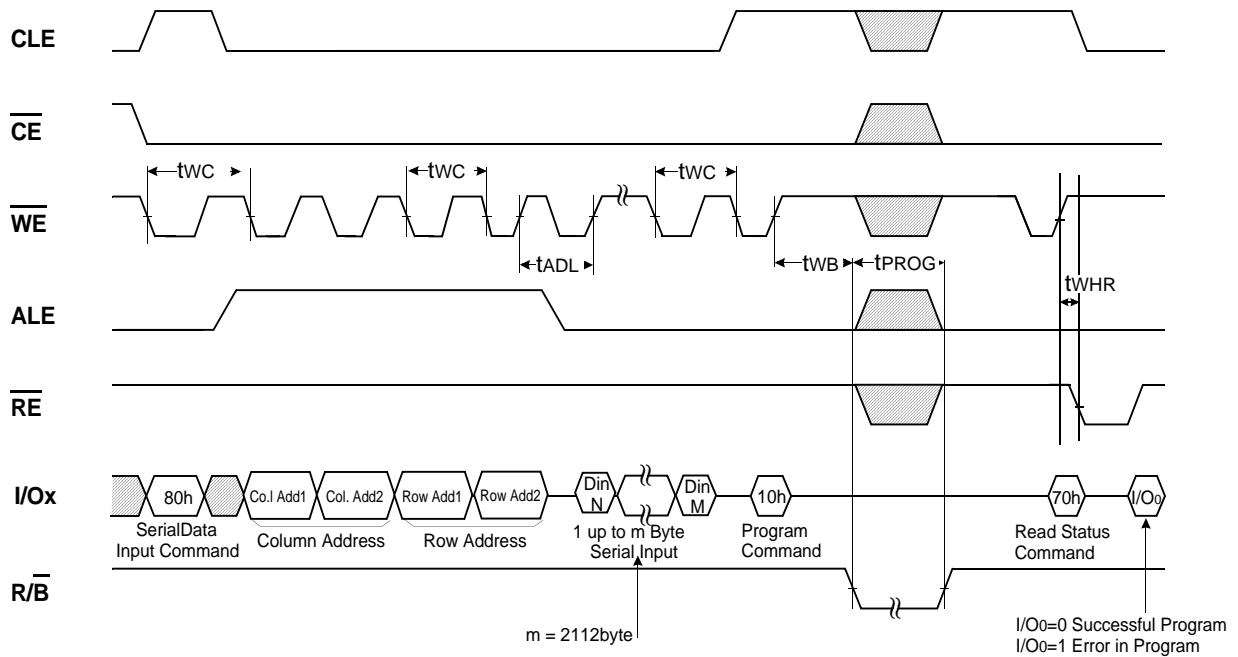 CLE
CE
tWC
tWC
tWC
WE
tADL
tWB
tPROG
tWHR
ALE
RE
I/Ox
80h
Co.l Add1
Col. Add2
Row Add1
Row Add2
Din
N
Din
M
10h
70h
I/O0
SerialData
Input Command
Column Address
Row Address
1 up to m Byte
Serial Input
Program
Command
Read Status
Command
R/B
m = 2112byte
I/O0=0 Successful Program
I/O0=1 Error in Program